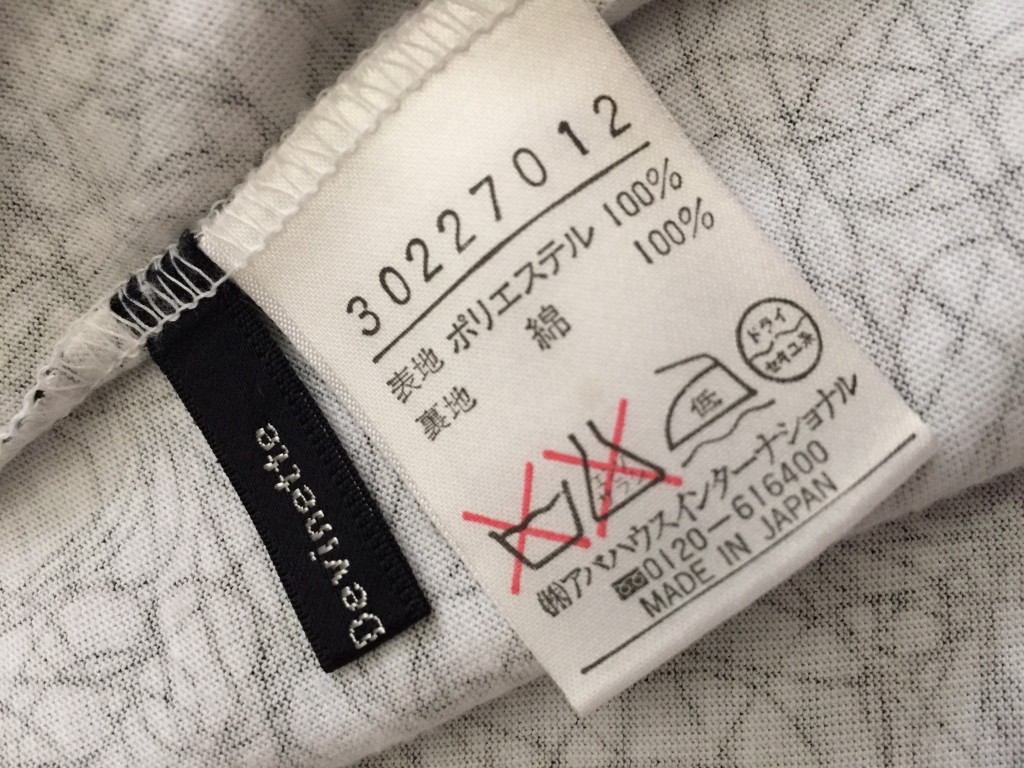 30227012
表地 ポリエステル 100%
裏地 綿 100%
エンソ
サラシ
低
ドライ
セキユ系
㈱アバハウスインターナショナル
0120-616400
MADE IN JAPAN
Devinette